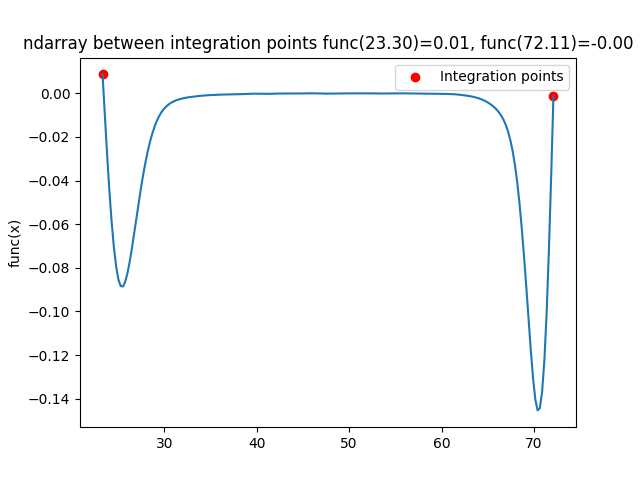 ndarray between integration points func(23.30)=0.01, func(72.11)=-0.00
Integration points
func(x)
0.00
−0.02
−0.04
−0.06
−0.08
−0.10
−0.12
−0.14
30 40 50 60 70